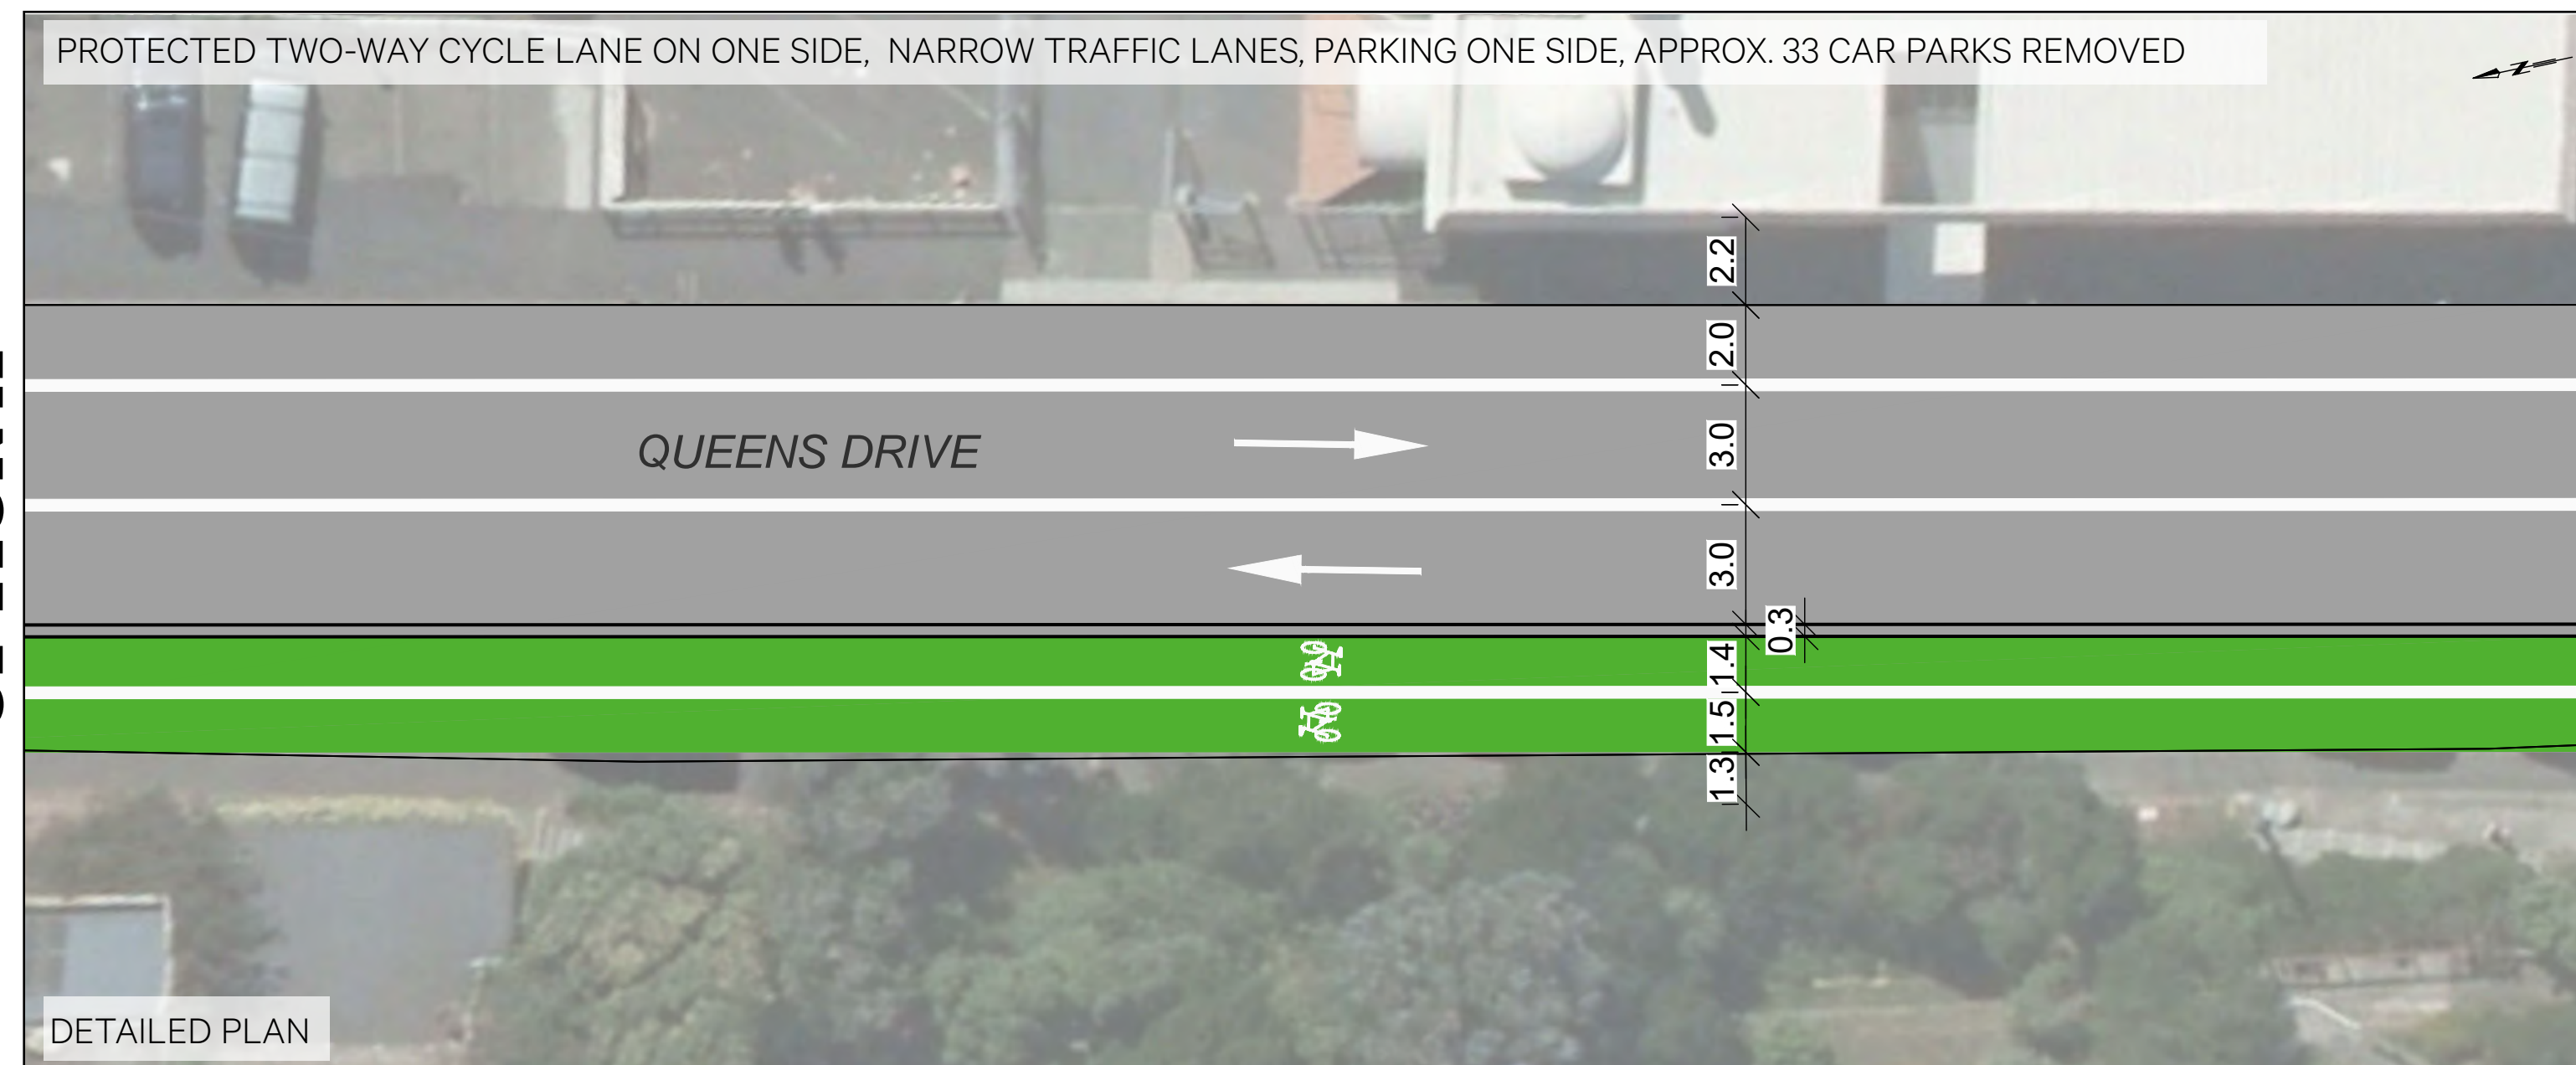 PROTECTED TWO-WAY CYCLE LANE ON ONE SIDE, NARROW TRAFFIC LANES, PARKING ONE SIDE, APPROX. 33 CAR PARKS REMOVED
N
2.2
2.0
QUEENS DRIVE
3.0
3.0
0.3
1.4
1.5
1.3
DETAILED PLAN